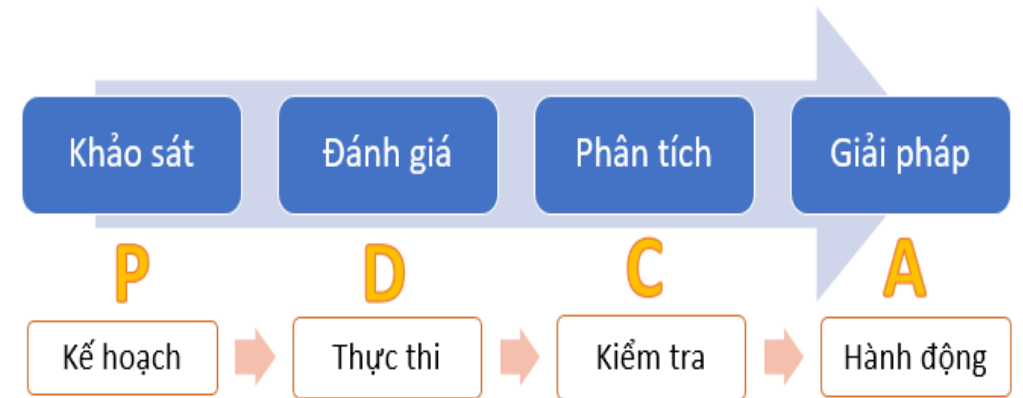 Khảo sát
Đánh giá
Phân tích
Giải pháp
P
D
C
A
Kế hoạch
Thực thi
Kiểm tra
Hành động